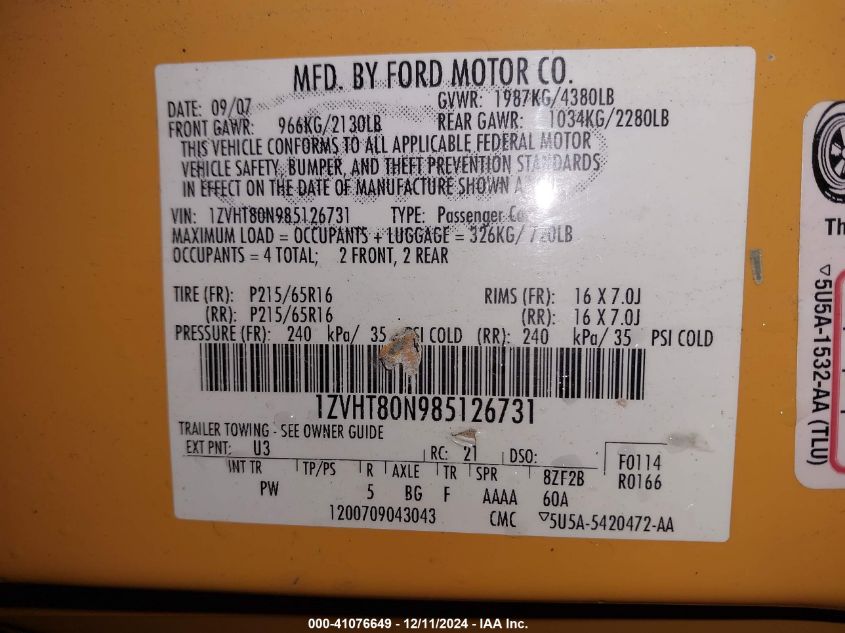 MFD. BY FORD MOTOR CO.
DATE: 09/07 GVWR: 1987KG/4380LB
FRONT GAWR: 966KG/2130LB REAR GAWR: 1034KG/2280LB
THIS VEHICLE CONFORMS TO ALL APPLICABLE FEDERAL MOTOR
VEHICLE SAFETY, BUMPER, AND THEFT PREVENTION STANDARDS
IN EFFECT ON THE DATE OF MANUFACTURE SHOWN A
VIN: 1ZVHT80N985126731 TYPE: Passenger Ca
MAXIMUM LOAD = OCCUPANTS + LUGGAGE = 326KG/ 720LB
OCCUPANTS = 4 TOTAL; 2 FRONT, 2 REAR
TIRE (FR): P215/65R16 RIMS (FR): 16 X 7.0J
(RR): P215/65R16 (RR): 16 X 7.0J
PRESSURE (FR): 240 kPa/ 35 PSI COLD (RR): 240 kPa/ 35 PSI COLD
1ZVHT80N985126731
TRAILER TOWING - SEE OWNER GUIDE
EXT PNT: U3 RC: 21 DSO: F0114
INT TR TP/PS R AXLE TR SPR 8ZF2B R0166
PW 5 BG F AAAA 60A
1200709043043 CMC ▽5U5A-5420472-AA
Th
▽5U5A-1532-AA (TLU)
000-41076649 - 12/11/2024 - IAA Inc.